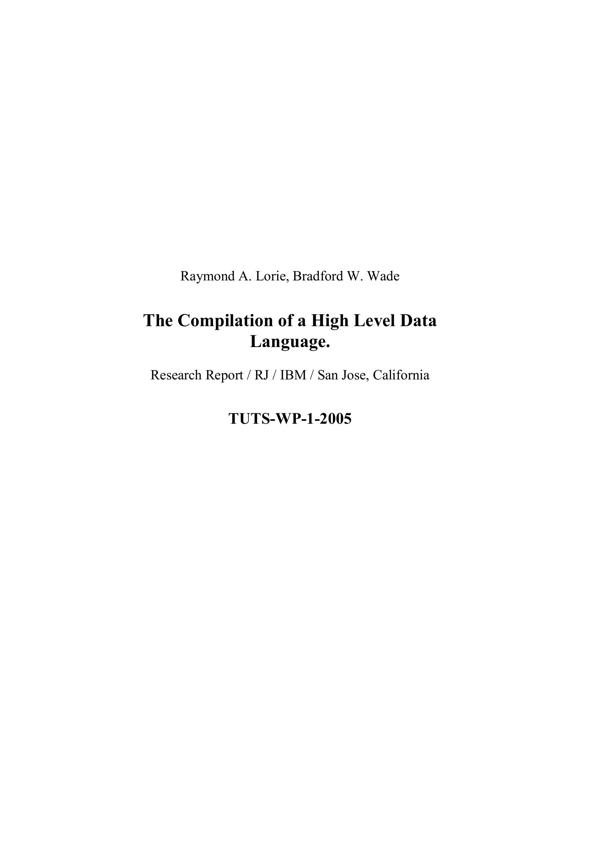 Raymond A. Lorie, Bradford W. Wade
The Compilation of a High Level Data
Language.
Research Report / RJ / IBM / San Jose, California
TUTS-WP-1-2005